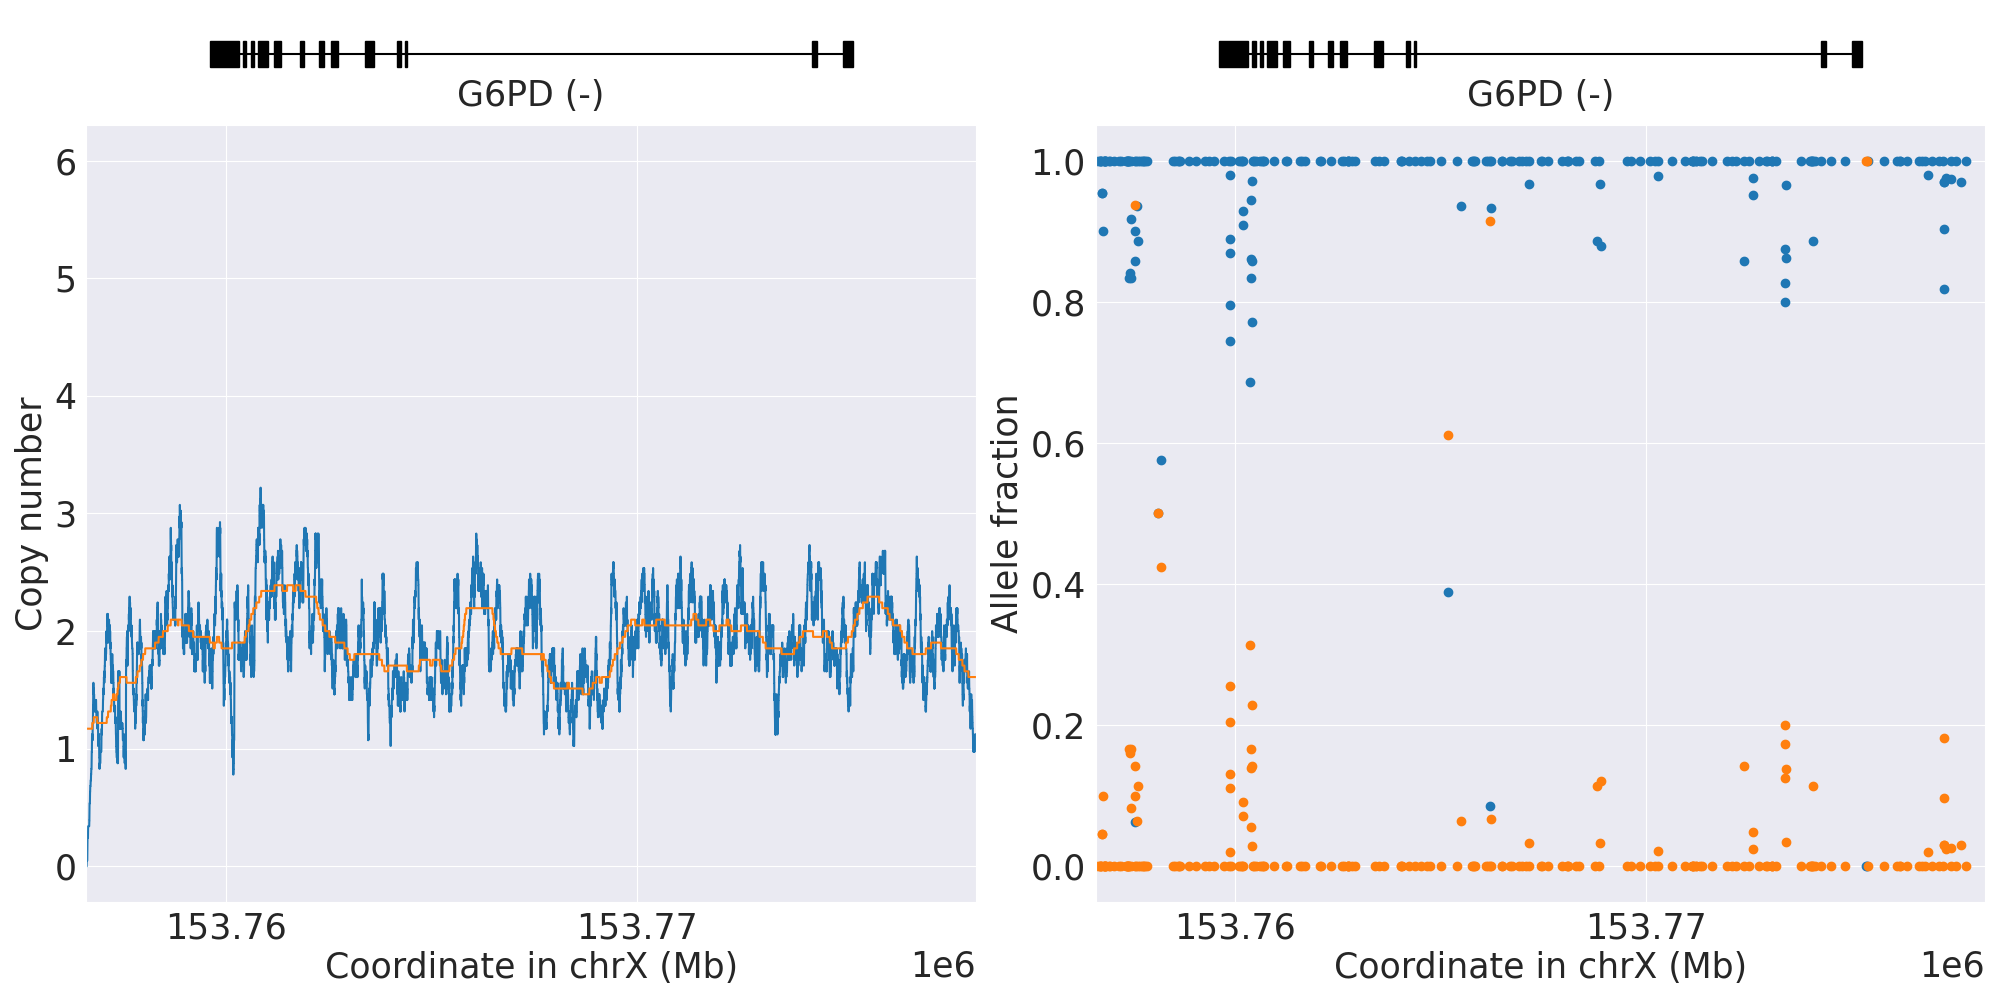 G6PD (-)
G6PD (-)
Copy number
6
5
4
3
2
1
0
153.76
153.77
Coordinate in chrX (Mb)
1e6
Allele fraction
1.0
0.8
0.6
0.4
0.2
0.0
153.76
153.77
Coordinate in chrX (Mb)
1e6